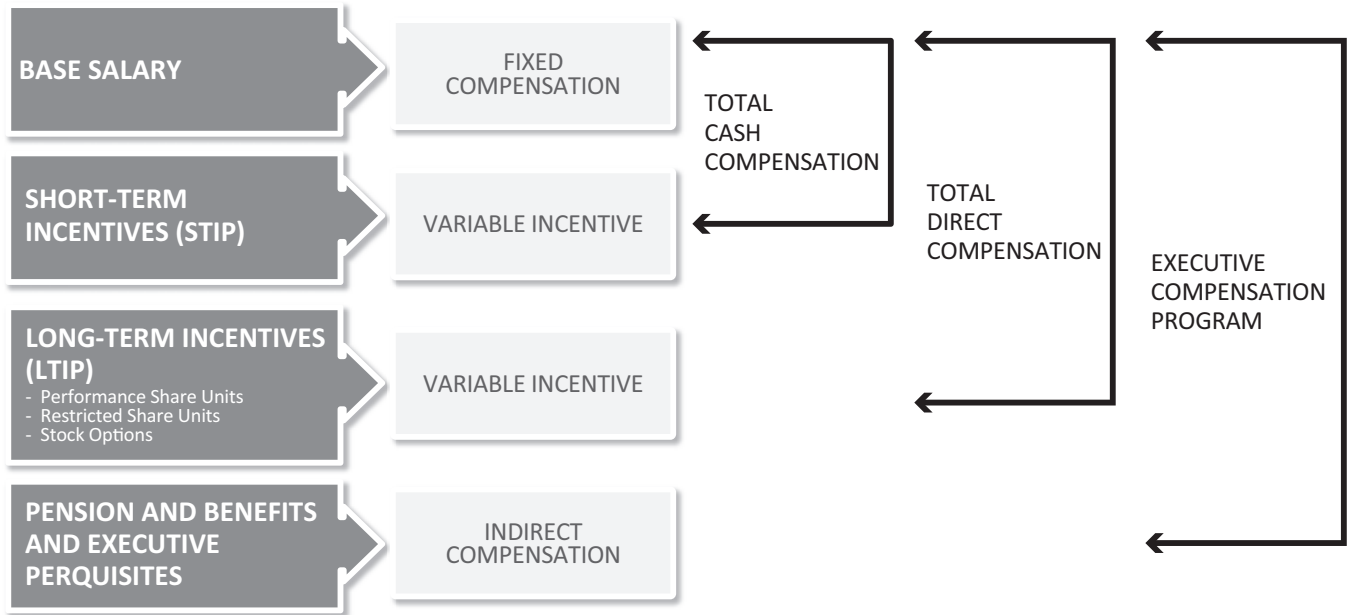 BASE SALARY
FIXED
COMPENSATION
SHORT-TERM
INCENTIVES (STIP)
VARIABLE INCENTIVE
LONG-TERM INCENTIVES
(LTIP)
- Performance Share Units
- Restricted Share Units
- Stock Options
VARIABLE INCENTIVE
PENSION AND BENEFITS
AND EXECUTIVE
PERQUISITES
INDIRECT
COMPENSATION
TOTAL
CASH
COMPENSATION
TOTAL
DIRECT
COMPENSATION
EXECUTIVE
COMPENSATION
PROGRAM